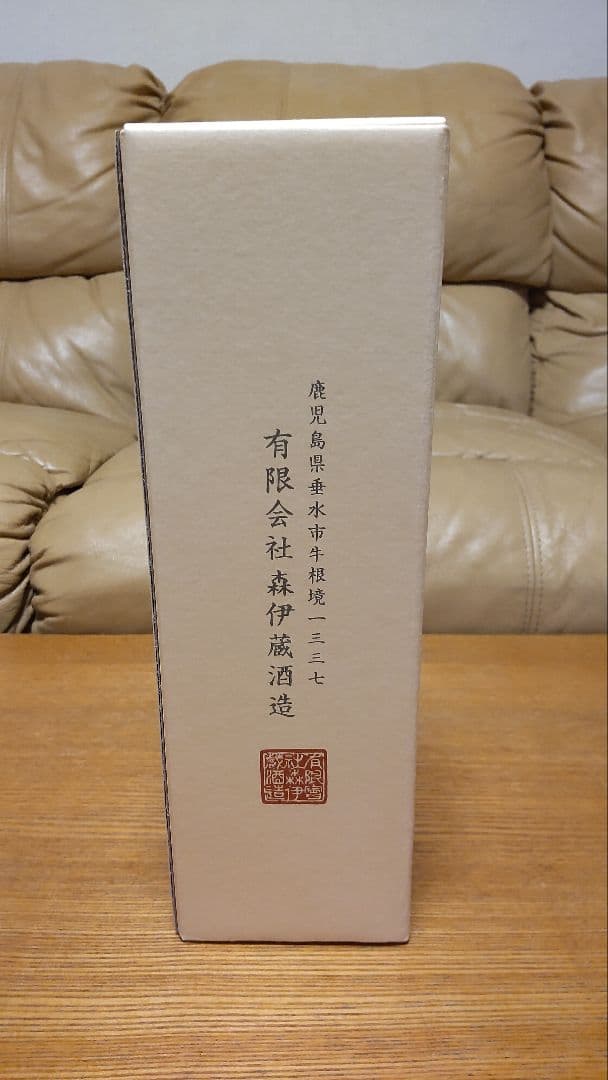 鹿児島県垂水市牛根境一三三七
有限会社 森伊蔵酒造
有限会
社森伊
蔵酒造